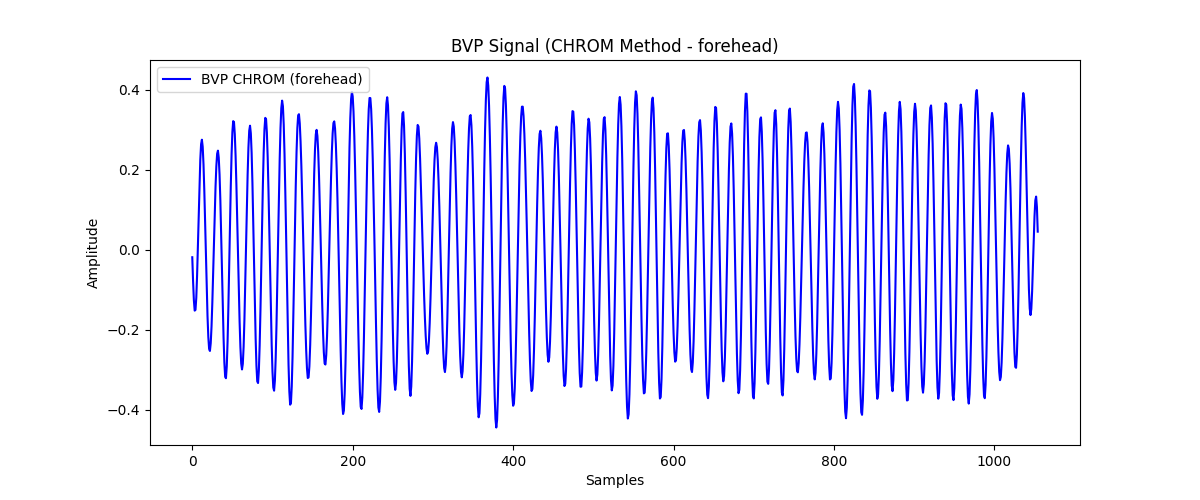 BVP Signal (CHROM Method - forehead)
BVP CHROM (forehead)
0.4
0.2
0.0
−0.2
−0.4
Amplitude
0 200 400 600 800 1000
Samples